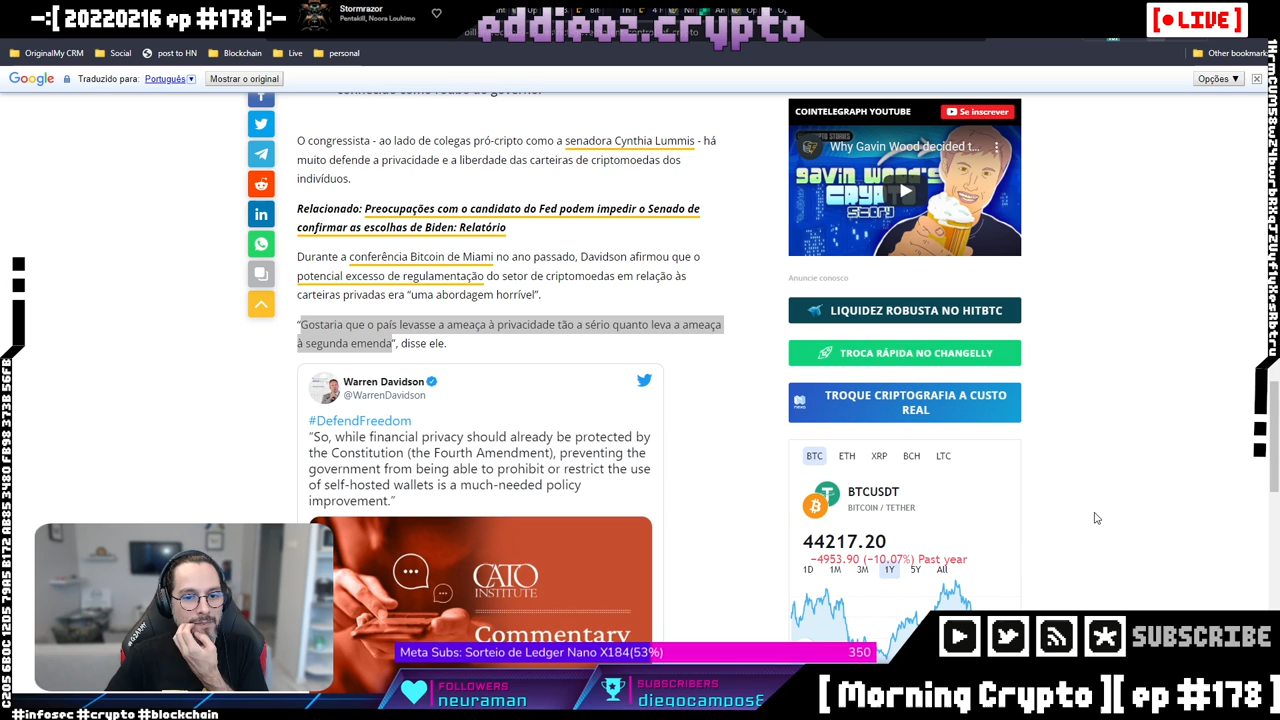 -:[ 20220216 ep #178 ]:-
Stormrazor
Pentakill, Noora Louhimo
eddieoz.crypto
[ LIVE ]
OriginalMy CRM
Social
post to HN
Blockchain
Live
personal
Other bookmark
Google
Traduzido para: Português
Mostrar o original
Opções ▼
COINTELEGRAPH YOUTUBE
Se inscrever
Why Gavin Wood decided t...
O congressista - ao lado de colegas pró-cripto como a senadora Cynthia Lummis - há
muito defende a privacidade e a liberdade das carteiras de criptomoedas dos
indivíduos.
Relacionado: Preocupações com o candidato do Fed podem impedir o Senado de
confirmar as escolhas de Biden: Relatório
Durante a conferência Bitcoin de Miami no ano passado, Davidson afirmou que o
potencial excesso de regulamentação do setor de criptomoedas em relação às
carteiras privadas era “uma abordagem horrível”.
“Gostaria que o país levasse a ameaça à privacidade tão a sério quanto leva a ameaça
à segunda emenda”, disse ele.
Warren Davidson
@WarrenDavidson
#DefendFreedom
“So, while financial privacy should already be protected by
the Constitution (the Fourth Amendment), preventing the
government from being able to prohibit or restrict the use
of self-hosted wallets is a much-needed policy
improvement.”
CATO
INSTITUTE
Commentary
Anuncie conosco
LIQUIDEZ ROBUSTA NO HITBTC
TROCA RÁPIDA NO CHANGELLY
TROQUE CRIPTOGRAFIA A CUSTO
REAL
BTC ETH XRP BCH LTC
BTCUSDT
BITCOIN / TETHER
44217.20
−4953.90 (−10.07%) Past year
1D 1M 3M 1Y 5Y All
Meta Subs: Sorteio de Ledger Nano X184(53%)
350
FOLLOWERS
neuraman
SUBSCRIBERS
SUBSCRIBE
[ Morning Crypto ][ ep #178 ]
#crypto #blockchain